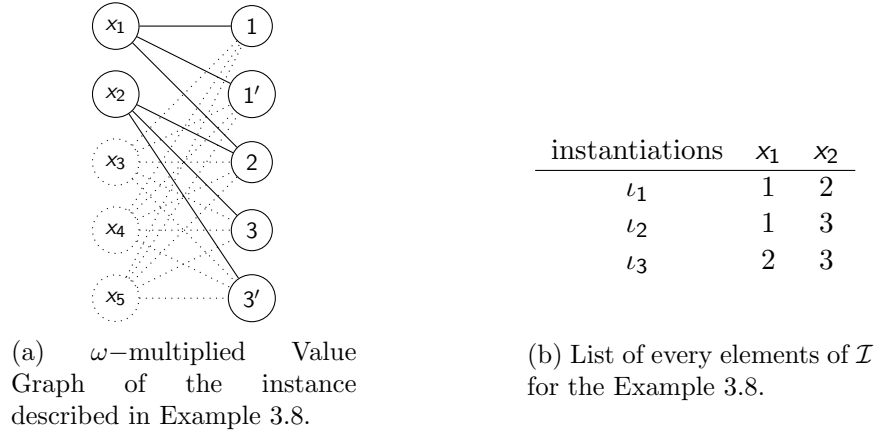 x₁ 1
x₂ 1′
x₃ 2
x₄ 3
x₅ 3′
(a) ω−multiplied Value
Graph of the instance
described in Example 3.8.
instantiations x₁ x₂
ι₁ 1 2
ι₂ 1 3
ι₃ 2 3
(b) List of every elements of ℐ
for the Example 3.8.